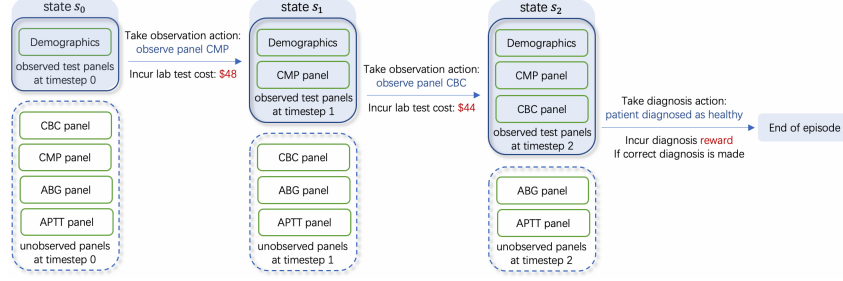 state s₀
Demographics
observed test panels
at timestep 0
CBC panel
CMP panel
ABG panel
APTT panel
unobserved panels
at timestep 0
Take observation action:
observe panel CMP
Incur lab test cost: $48
state s₁
Demographics
CMP panel
observed test panels
at timestep 1
CBC panel
ABG panel
APTT panel
unobserved panels
at timestep 1
Take observation action:
observe panel CBC
Incur lab test cost: $44
state s₂
Demographics
CMP panel
CBC panel
observed test panels
at timestep 2
ABG panel
APTT panel
unobserved panels
at timestep 2
Take diagnosis action:
patient diagnosed as healthy
Incur diagnosis reward
If correct diagnosis is made
End of episode